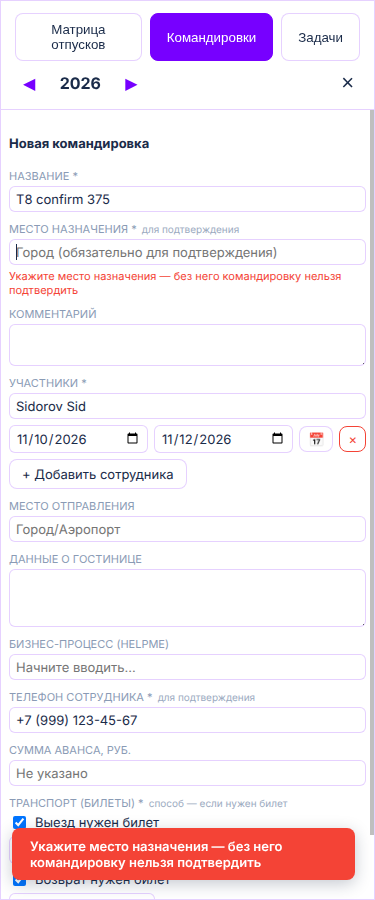 Матрица
отпусков
Командировки
Задачи
◀ 2026 ▶ ×
Новая командировка
НАЗВАНИЕ *
T8 confirm 375
МЕСТО НАЗНАЧЕНИЯ * для подтверждения
Город (обязательно для подтверждения)
Укажите место назначения — без него командировку нельзя
подтвердить
КОММЕНТАРИЙ
УЧАСТНИКИ *
Sidorov Sid
11/10/2026 11/12/2026 ×
+ Добавить сотрудника
МЕСТО ОТПРАВЛЕНИЯ
Город/Аэропорт
ДАННЫЕ О ГОСТИНИЦЕ
БИЗНЕС-ПРОЦЕСС (HELPME)
Начните вводить...
ТЕЛЕФОН СОТРУДНИКА * для подтверждения
+7 (999) 123-45-67
СУММА АВАНСА, РУБ.
Не указано
ТРАНСПОРТ (БИЛЕТЫ) * способ — если нужен билет
Выезд нужен билет
Укажите место назначения — без него
командировку нельзя подтвердить
Возврат нужен билет